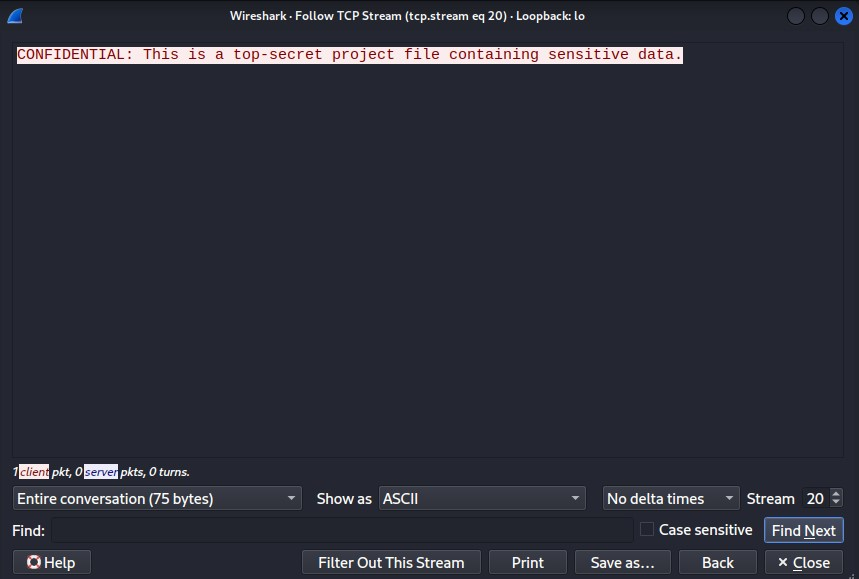 Wireshark · Follow TCP Stream (tcp.stream eq 20) · Loopback: lo
CONFIDENTIAL: This is a top-secret project file containing sensitive data.
1 client pkt, 0 server pkts, 0 turns.
Entire conversation (75 bytes) Show as ASCII No delta times Stream 20
Find: Case sensitive Find Next
Help Filter Out This Stream Print Save as… Back × Close